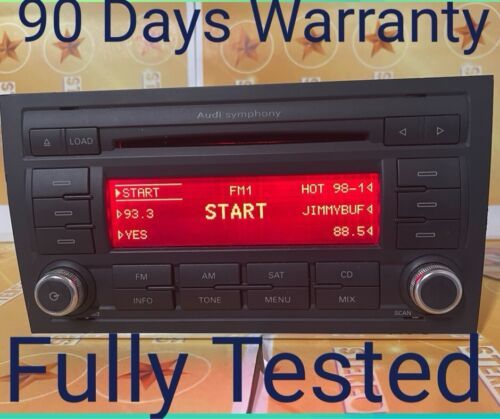 90 Days Warranty
Audi symphony
LOAD
START FM1 HOT 98-1
93.3 START JIMMYBUF
YES 88.5
FM AM SAT CD
INFO TONE MENU MIX
SCAN
Fully Tested